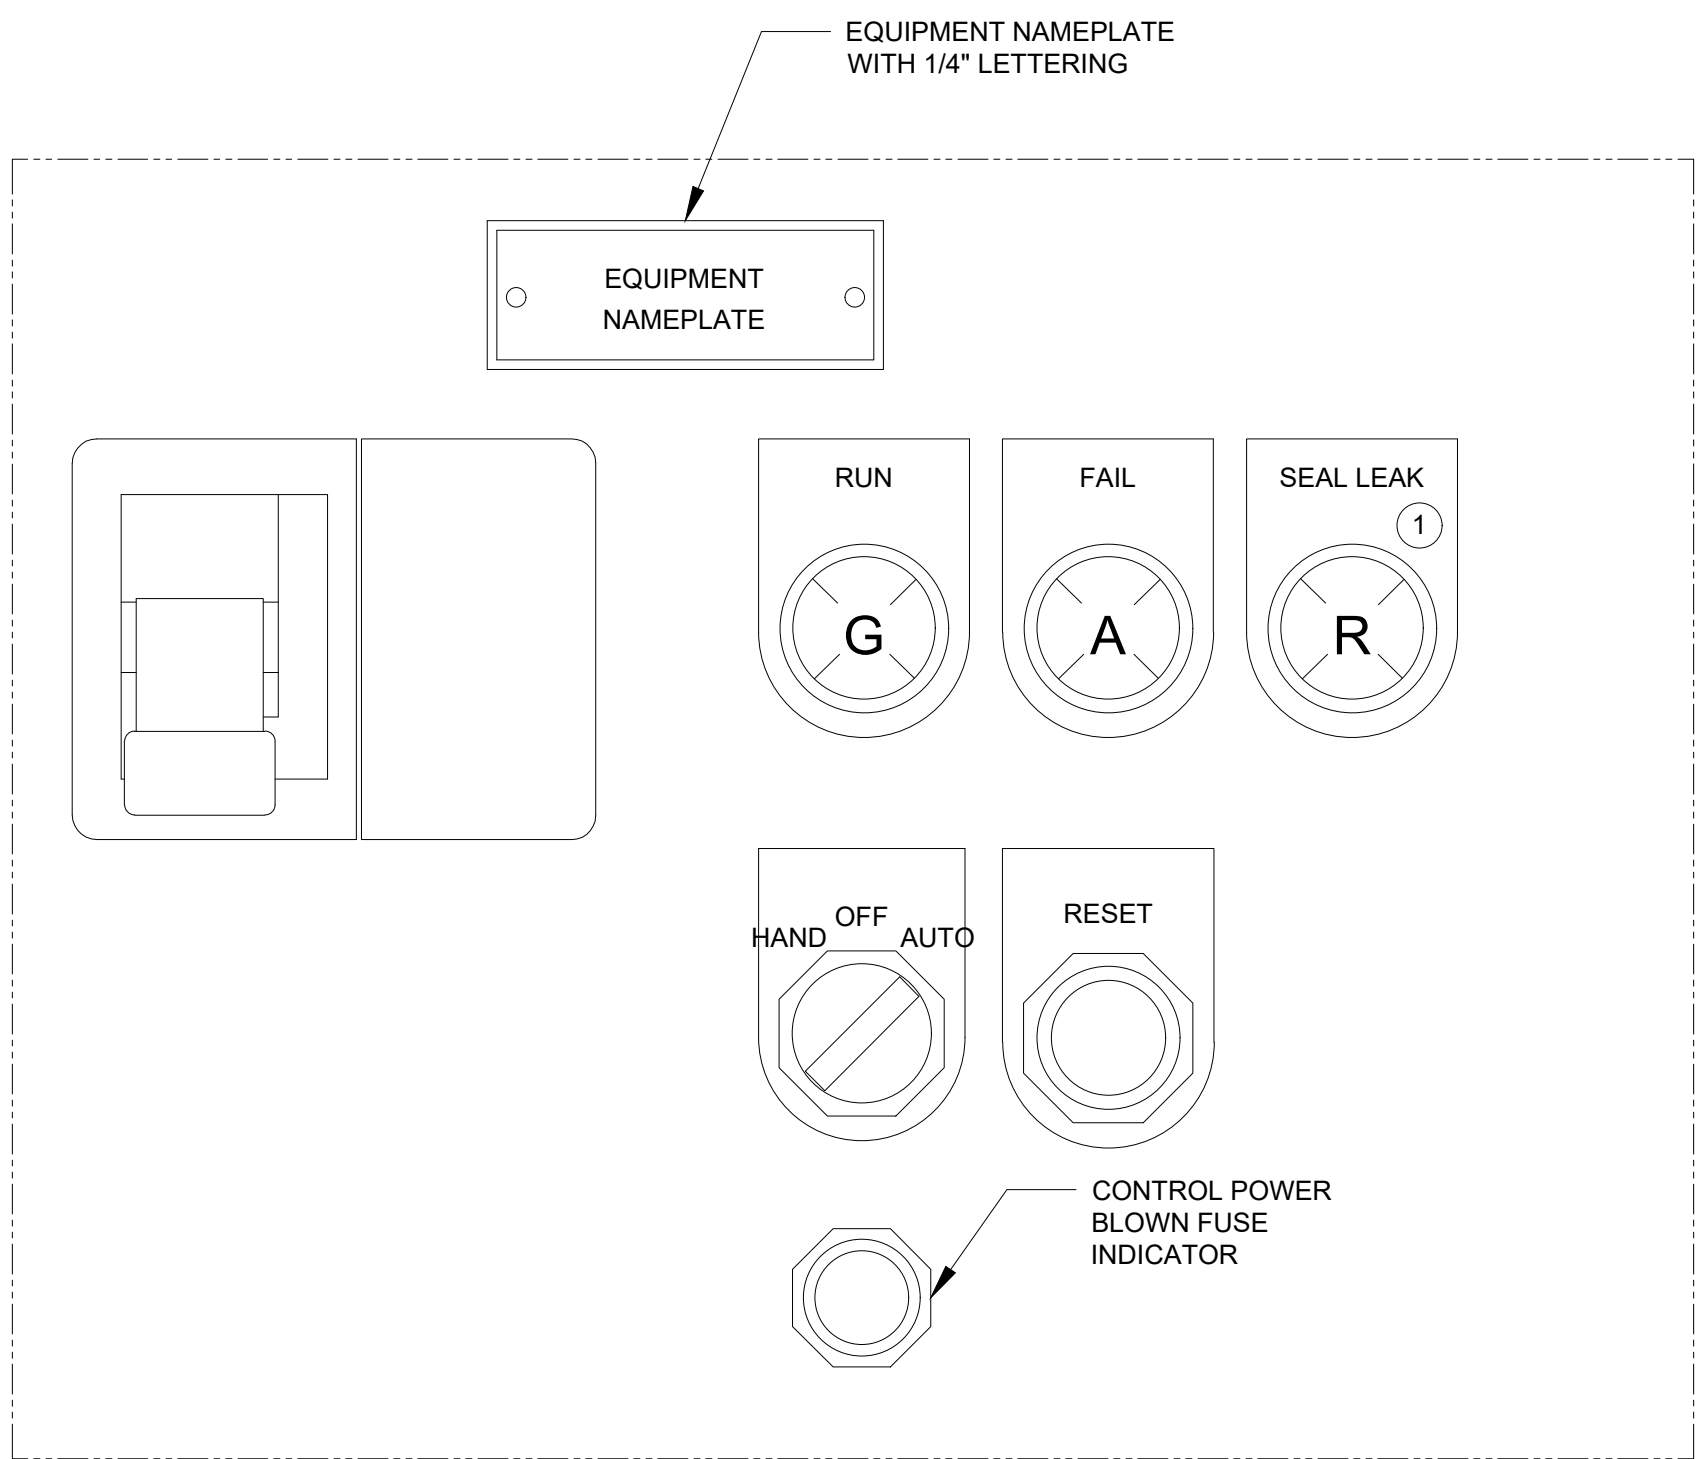 EQUIPMENT NAMEPLATE
WITH 1/4" LETTERING
EQUIPMENT
NAMEPLATE
RUN
FAIL
SEAL LEAK
1
G
A
R
OFF
HAND
AUTO
RESET
CONTROL POWER
BLOWN FUSE
INDICATOR